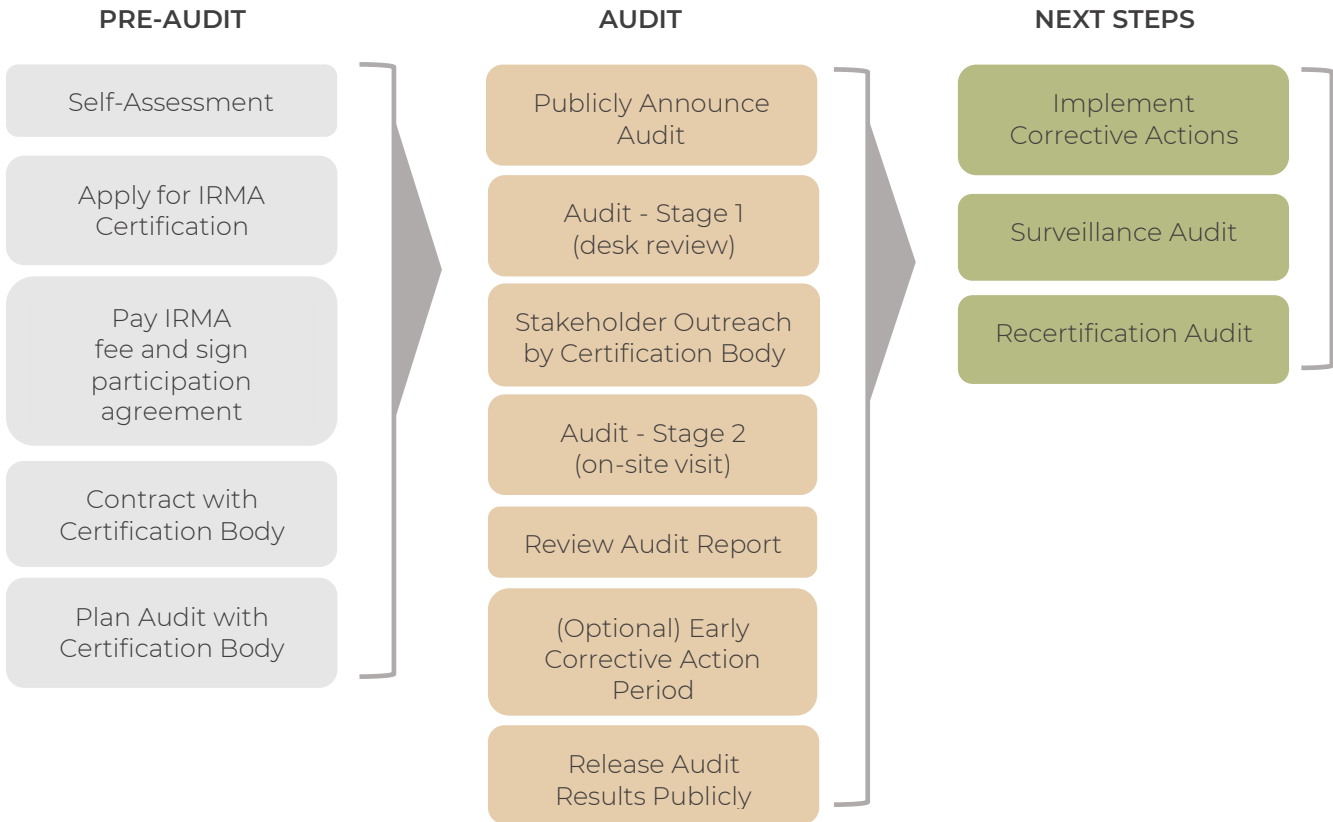 PRE-AUDIT
Self-Assessment
Apply for IRMA
Certification
Pay IRMA
fee and sign
participation
agreement
Contract with
Certification Body
Plan Audit with
Certification Body
AUDIT
Publicly Announce
Audit
Audit - Stage 1
(desk review)
Stakeholder Outreach
by Certification Body
Audit - Stage 2
(on-site visit)
Review Audit Report
(Optional) Early
Corrective Action
Period
Release Audit
Results Publicly
NEXT STEPS
Implement
Corrective Actions
Surveillance Audit
Recertification Audit